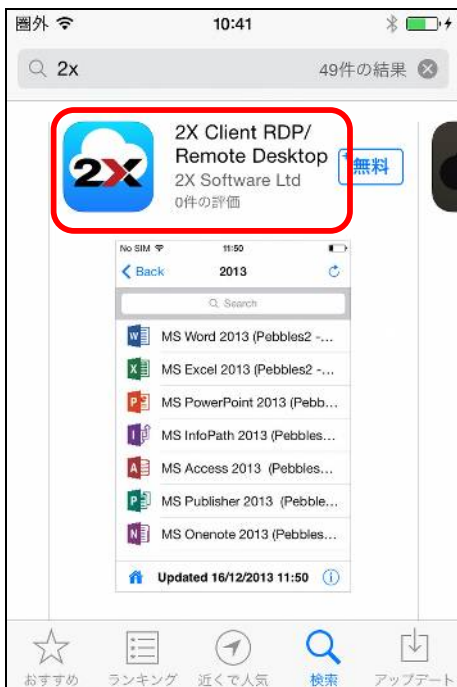 圏外 10:41
2x 49件の結果
2X
2X Client RDP/
Remote Desktop
2X Software Ltd
0件の評価
+無料
No SIM 11:50
Back 2013
Search
MS Word 2013 (Pebbles2 -...
MS Excel 2013 (Pebbles2 -...
MS PowerPoint 2013 (Pebb...
MS InfoPath 2013 (Pebbles...
MS Access 2013 (Pebbles...
MS Publisher 2013 (Pebble...
MS Onenote 2013 (Pebbles...
Updated 16/12/2013 11:50
おすすめ ランキング 近くで人気 検索 アップデート